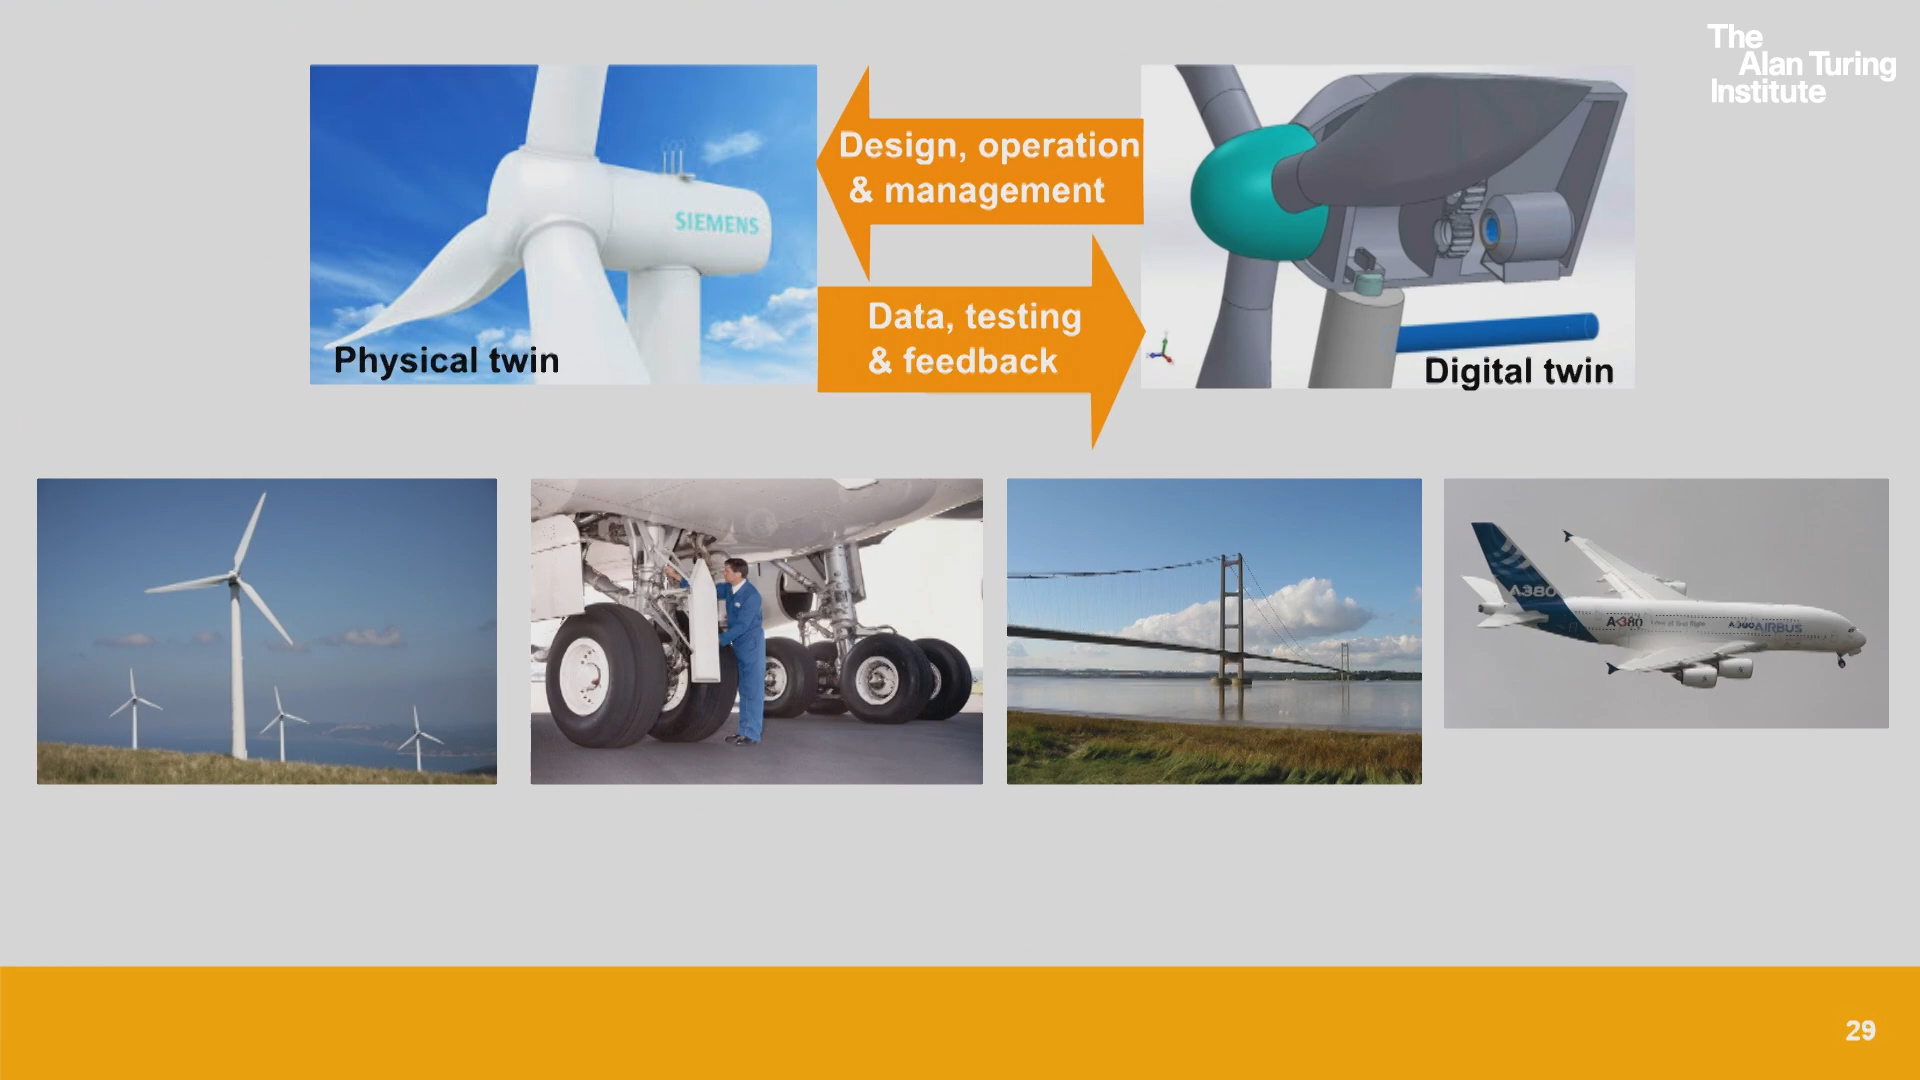 The
Alan Turing
Institute
SIEMENS
Physical twin
Design, operation
& management
Data, testing
& feedback
Digital twin
A380
A380
AIRBUS
29